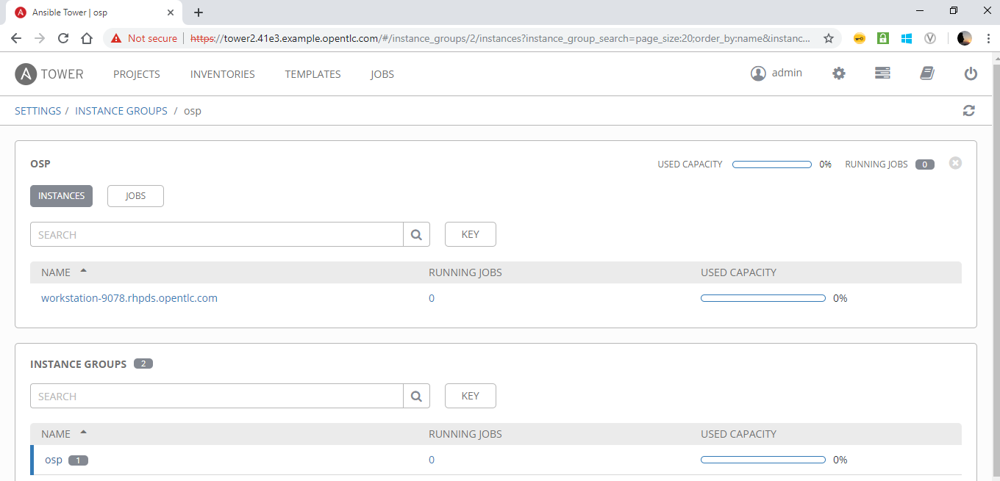 Ansible Tower | osp
Not secure https://tower2.41e3.example.opentlc.com/#/instance_groups/2/instances?instance_group_search=page_size:20;order_by:name&instanc...
A TOWER PROJECTS INVENTORIES TEMPLATES JOBS admin
SETTINGS / INSTANCE GROUPS / osp
OSP USED CAPACITY 0% RUNNING JOBS 0
INSTANCES JOBS
SEARCH KEY
NAME RUNNING JOBS USED CAPACITY
workstation-9078.rhpds.opentlc.com 0 0%
INSTANCE GROUPS 2
SEARCH KEY
NAME RUNNING JOBS USED CAPACITY
osp 1 0 0%